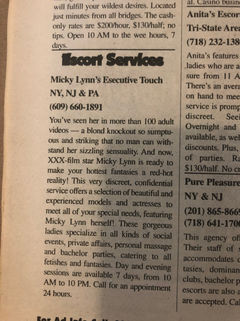 will fulfill your wildest desires. Located
just minutes from all bridges. The cash-
only rates are $200/hour, $130/half; no
tips. Open 10 AM to the wee hours, 7
days.
Escort Services
Micky Lynn's Esecutive Touch
NY, NJ & PA
(609) 660-1891
You've seen her in more than 100 adult
videos — a blond knockout so sumptu-
ous and striking that no man can with-
stand her sizzling sensuality. And now,
XXX-film star Micky Lynn is ready to
make your hottest fantasies a red-hot
reality! This very discreet, confidential
service offers a selection of beautiful and
experienced models and actresses to
meet all of your special needs, featuring
Micky Lynn herself! These gorgeous
ladies specialize in all kinds of social
events, private affairs, personal massage
and bachelor parties, catering to all
fetishes and fantasies. Day and evening
sessions are available 7 days, from 10
AM to 10 PM. Call for an appointment
24 hours.
al. Cash
Anita's Escor
Tri-State Area
(718) 232-138
Anita's features
ladies who are a
sure from 11 A
There's an aver
on hand to meet
service is promp
discreet. Seei
Overnight and
available, as wel
discounts. Plus,
of parties. Ra
$130/half. No cr
Pure Pleasure
NY & NJ
(201) 865-866
(718) 641-170
This agency of
Their staff of
accommodates
tasies, dominan
clubs, bachelor p
escorts are also a
are accepted. Cal